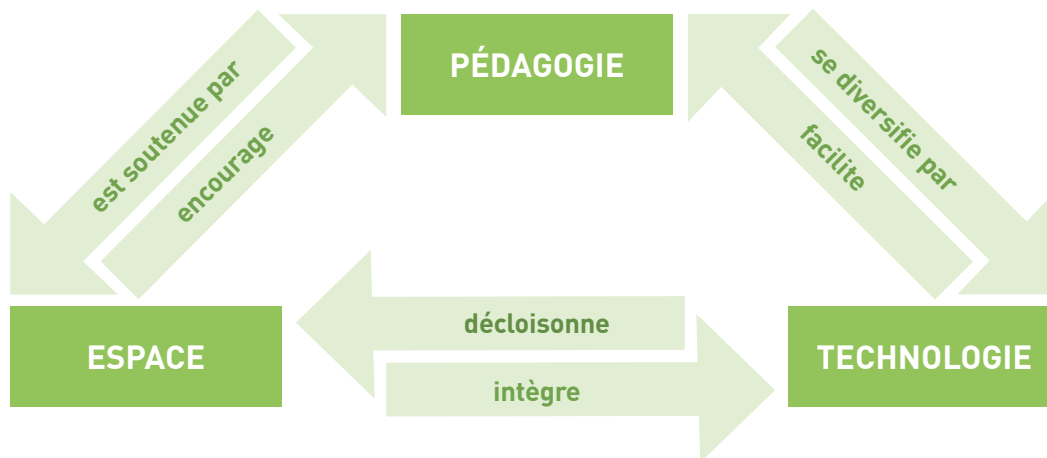 PÉDAGOGIE
est soutenue par
encourage
se diversifie par
facilite
ESPACE
décloisonne
intègre
TECHNOLOGIE